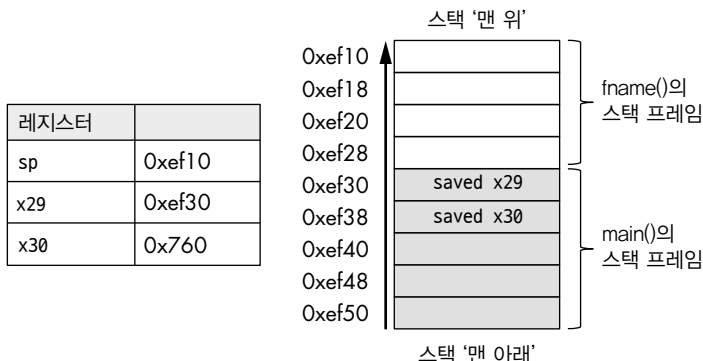 레지스터
sp 0xef10
x29 0xef30
x30 0x760
스택 ‘맨 위’
0xef10
0xef18
0xef20
0xef28
0xef30 saved x29
0xef38 saved x30
0xef40
0xef48
0xef50
fname()의
스택 프레임
main()의
스택 프레임
스택 ‘맨 아래’